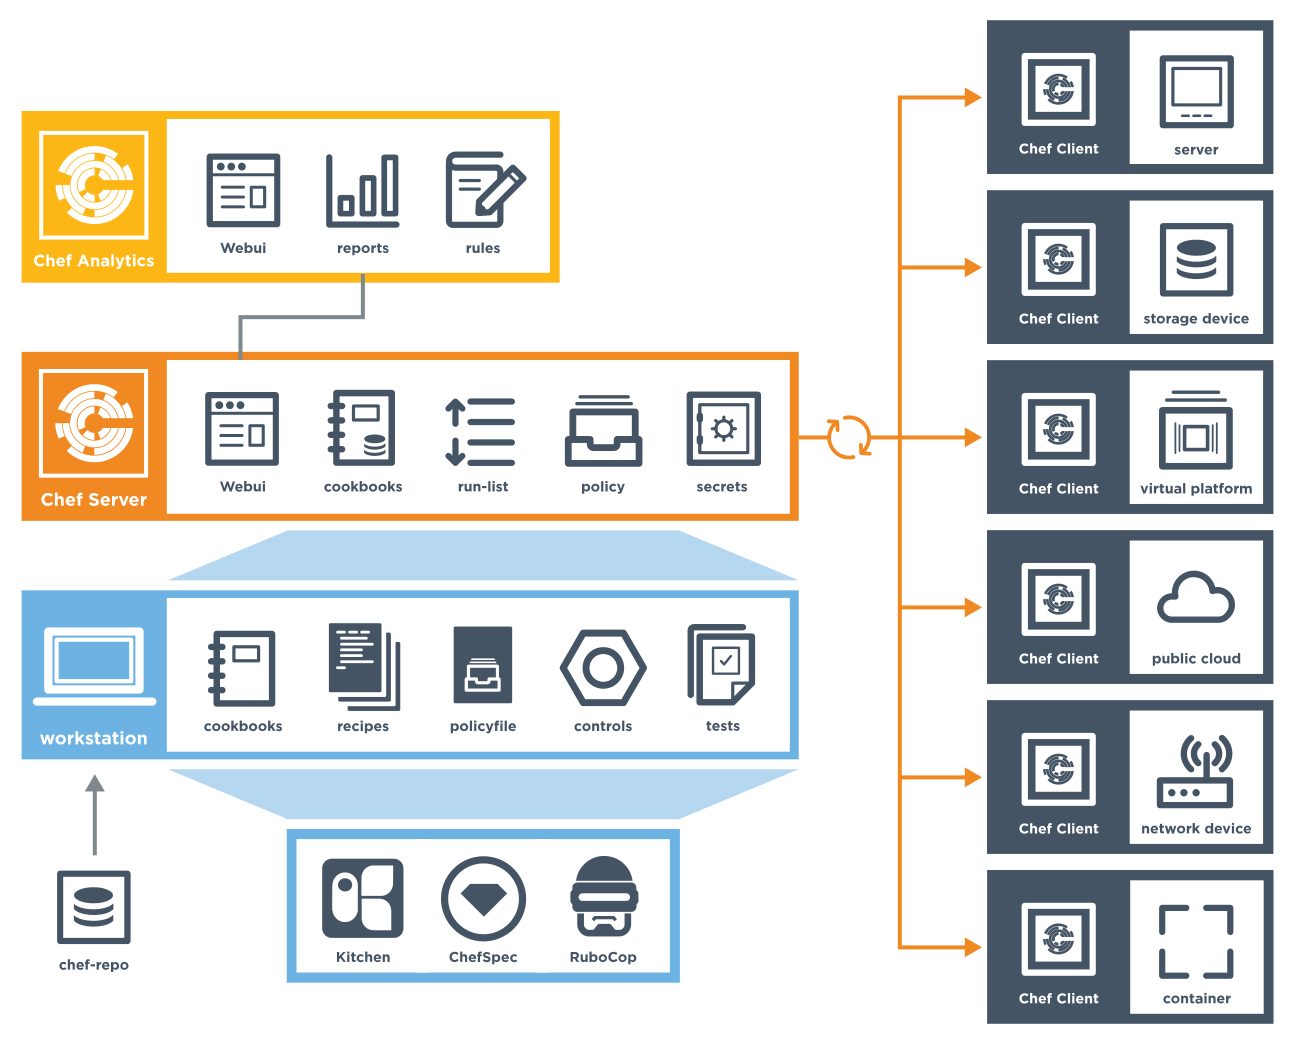 Chef Analytics
Webui
reports
rules
Chef Server
Webui
cookbooks
run-list
policy
secrets
workstation
cookbooks
recipes
policyfile
controls
tests
chef-repo
Kitchen
ChefSpec
RuboCop
Chef Client
server
Chef Client
storage device
Chef Client
virtual platform
Chef Client
public cloud
Chef Client
network device
Chef Client
container